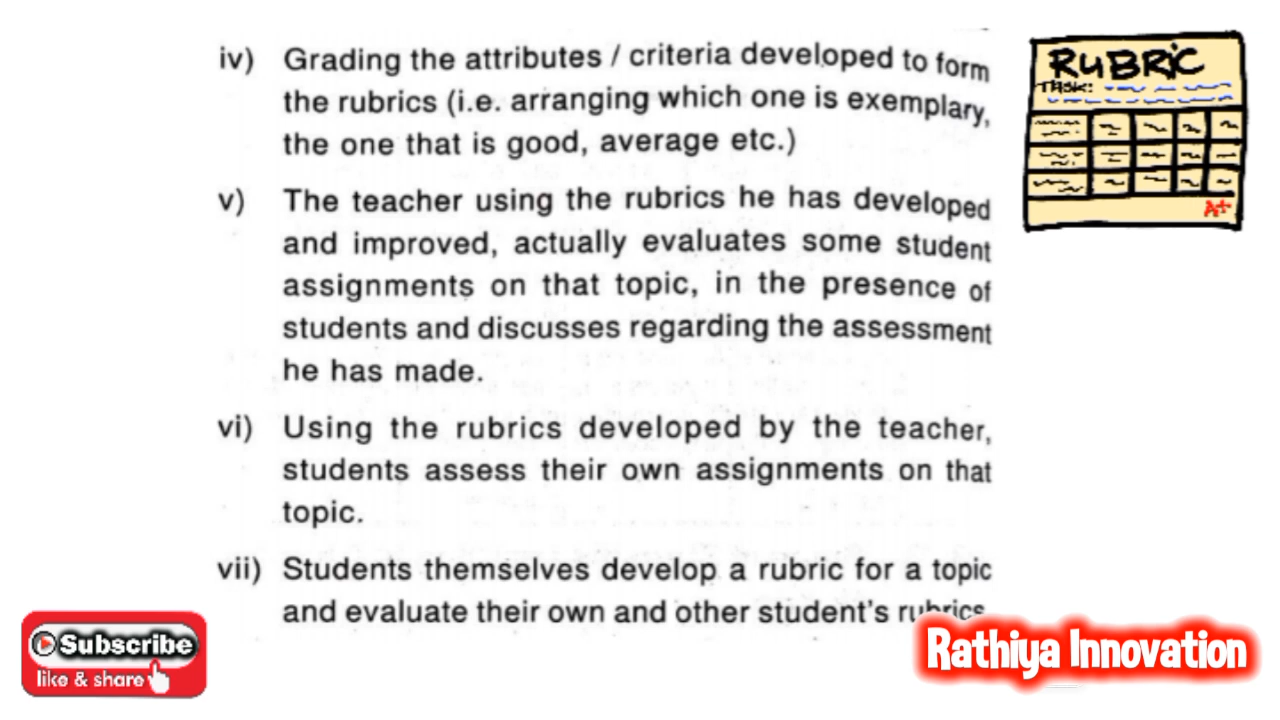 iv) Grading the attributes / criteria developed to form
the rubrics (i.e. arranging which one is exemplary,
the one that is good, average etc.)
v) The teacher using the rubrics he has developed
and improved, actually evaluates some student
assignments on that topic, in the presence of
students and discusses regarding the assessment
he has made.
vi) Using the rubrics developed by the teacher,
students assess their own assignments on that
topic.
vii) Students themselves develop a rubric for a topic
and evaluate their own and other student's rubrics.
RUBRIC
TASK:
A+
Subscribe
like & share
Rathiya Innovation